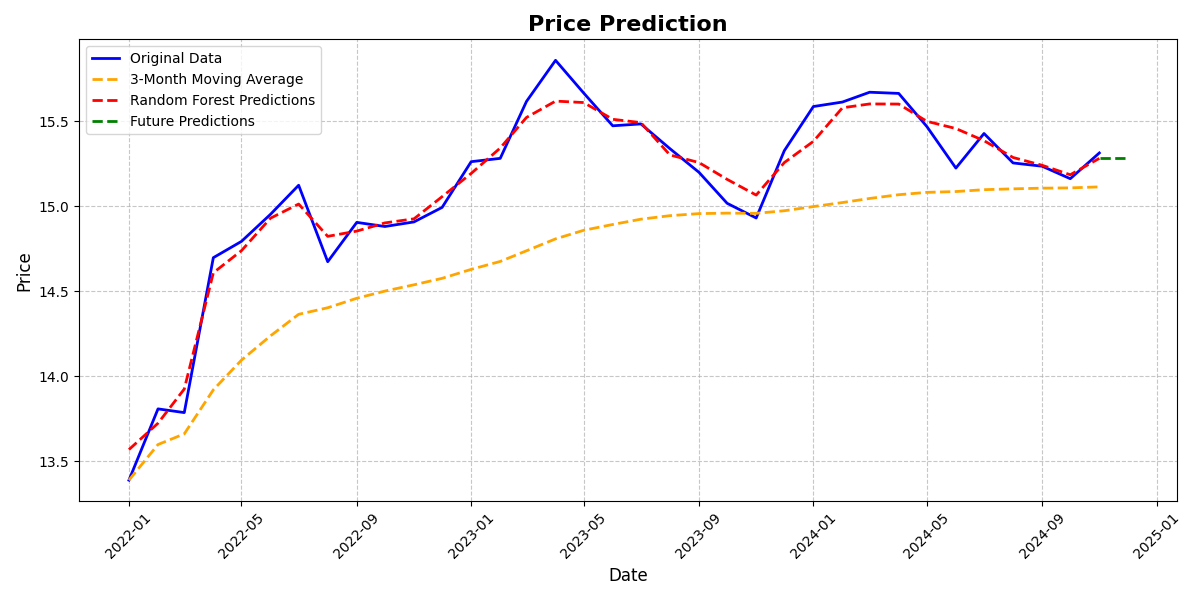 Price Prediction
Original Data
3-Month Moving Average
Random Forest Predictions
Future Predictions
Price
15.5
15.0
14.5
14.0
13.5
2022-01
2022-05
2022-09
2023-01
2023-05
2023-09
2024-01
2024-05
2024-09
2025-01
Date